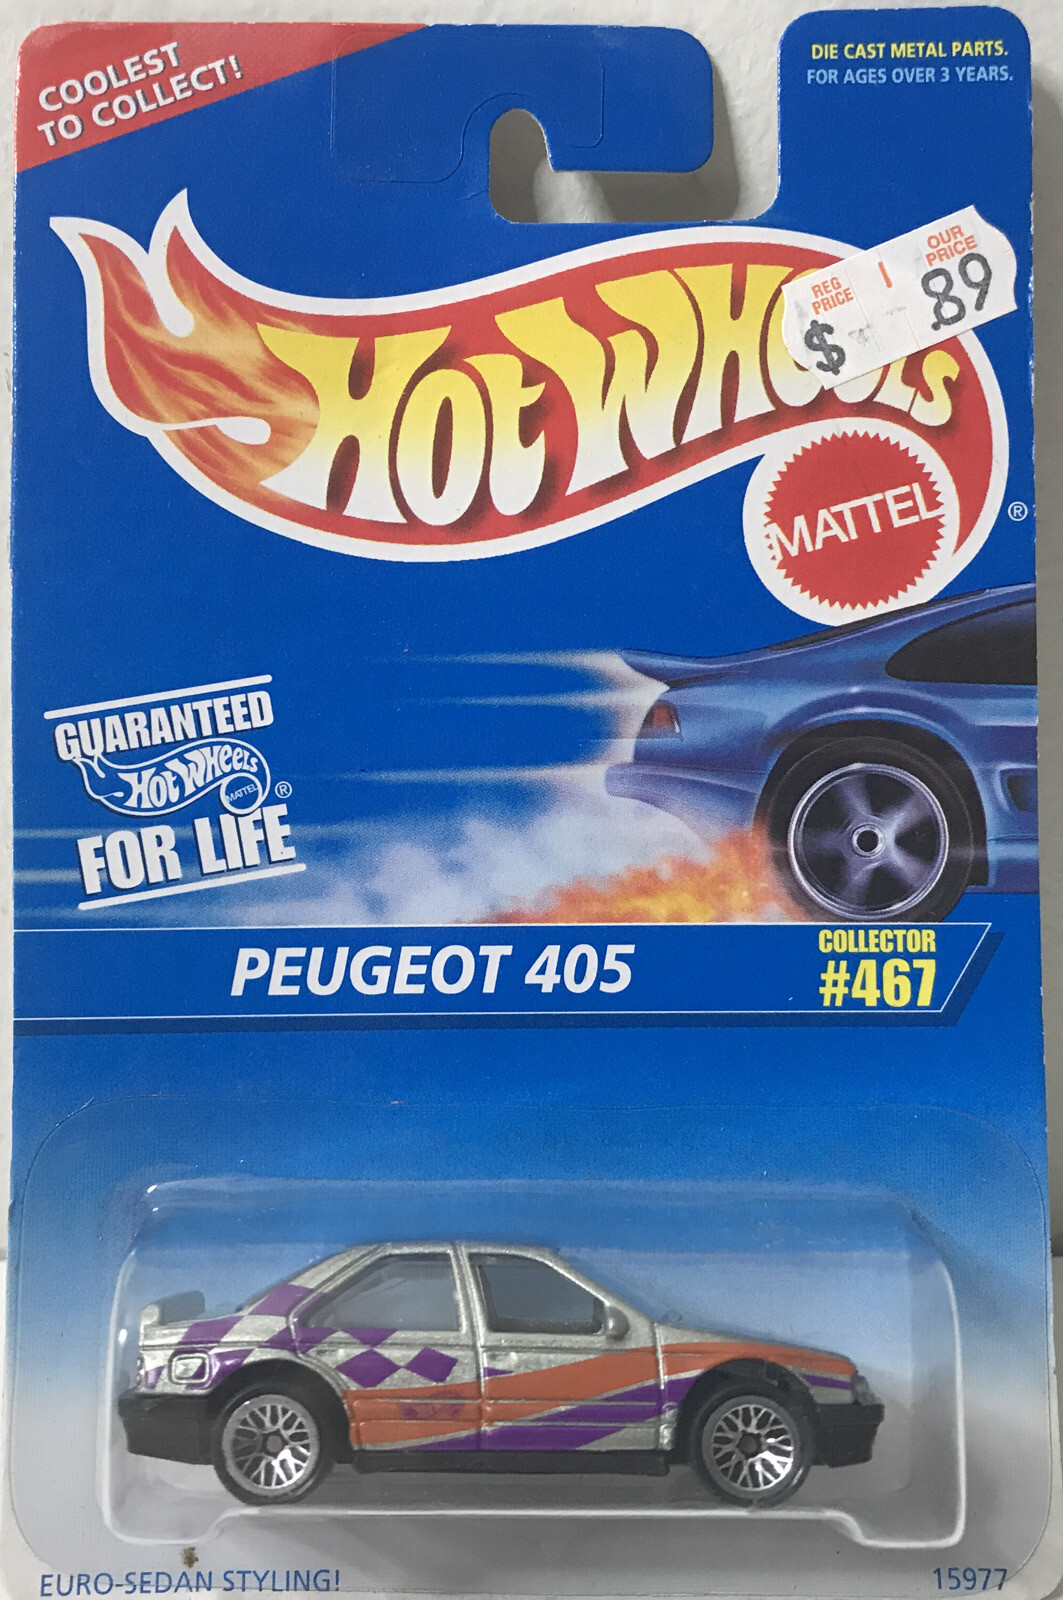 COOLEST
TO COLLECT!
DIE CAST METAL PARTS.
FOR AGES OVER 3 YEARS.
REG
PRICE
$
OUR
PRICE
.89
HOT WHEELS
MATTEL
®
GUARANTEED
HOT WHEELS
MATTEL
®
FOR LIFE
PEUGEOT 405
COLLECTOR
#467
EURO-SEDAN STYLING!
15977